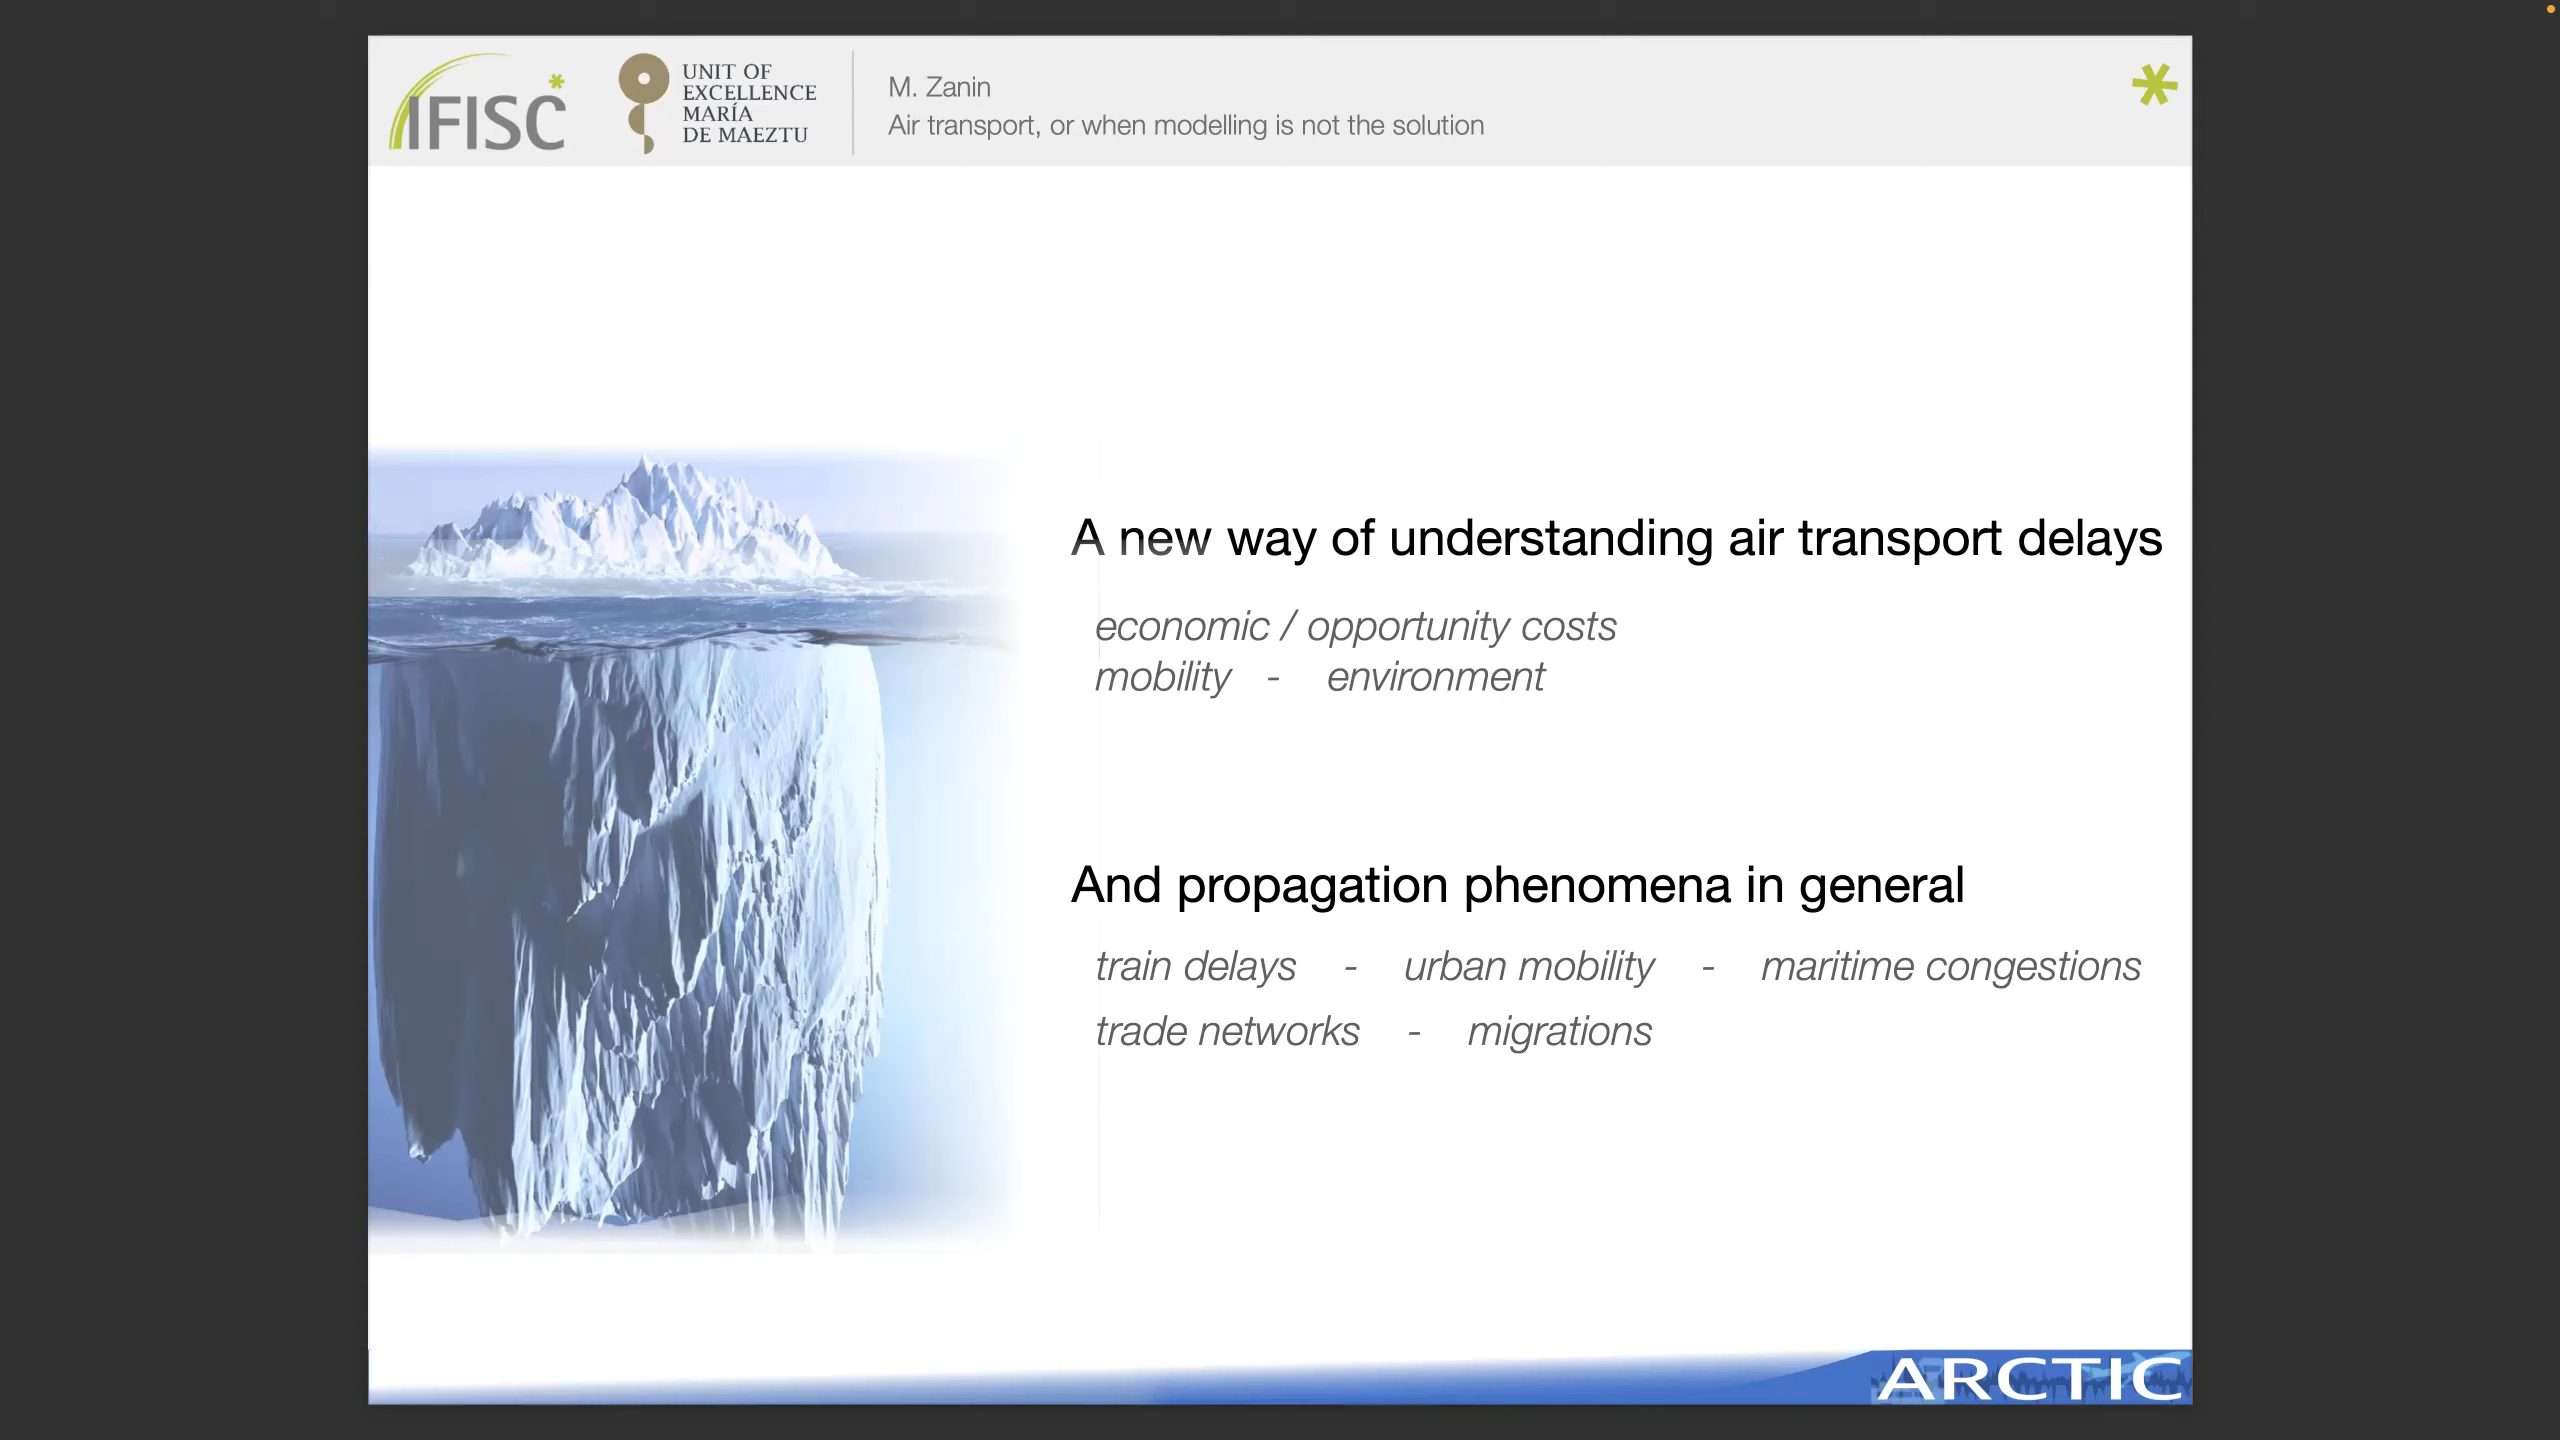 IFISC
UNIT OF
EXCELLENCE
MARÍA
DE MAEZTU
M. Zanin
Air transport, or when modelling is not the solution
A new way of understanding air transport delays
economic / opportunity costs
mobility - environment
And propagation phenomena in general
train delays - urban mobility - maritime congestions
trade networks - migrations
ARCTIC